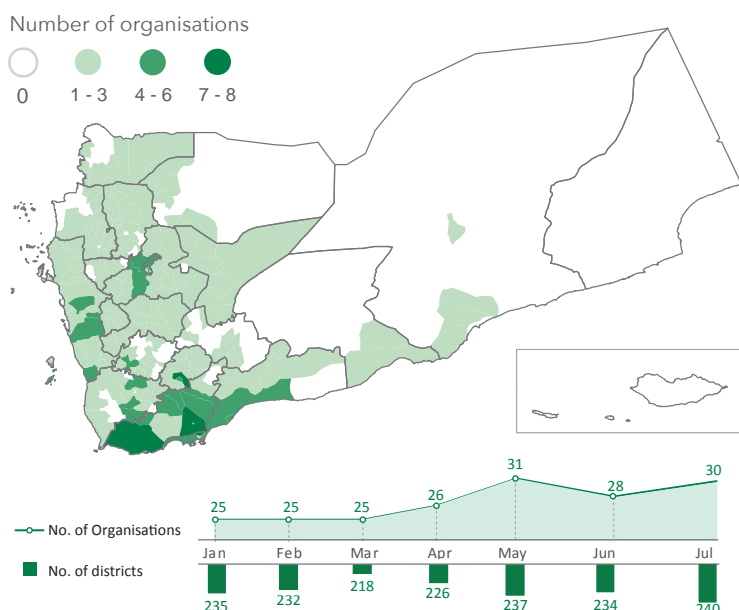 Number of organisations
0 1 - 3 4 - 6 7 - 8
31
30
28
26
25 25 25
No. of Organisations
Jan Feb Mar Apr May Jun Jul
No. of districts
218
226
232
234
235
237
240